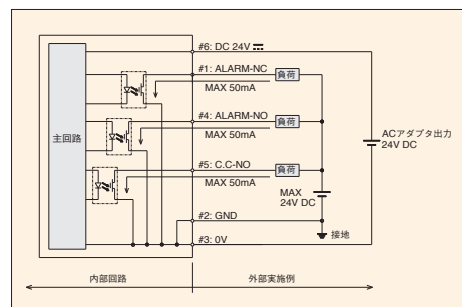 #6: DC 24V ⎓
#1: ALARM-NC
負荷
MAX 50mA
#4: ALARM-NO
負荷
MAX 50mA
主回路
ACアダプタ出力
24V DC
#5: C.C-NO
負荷
MAX 50mA
MAX
24V DC
#2: GND
接地
#3: 0V
内部回路
外部実施例